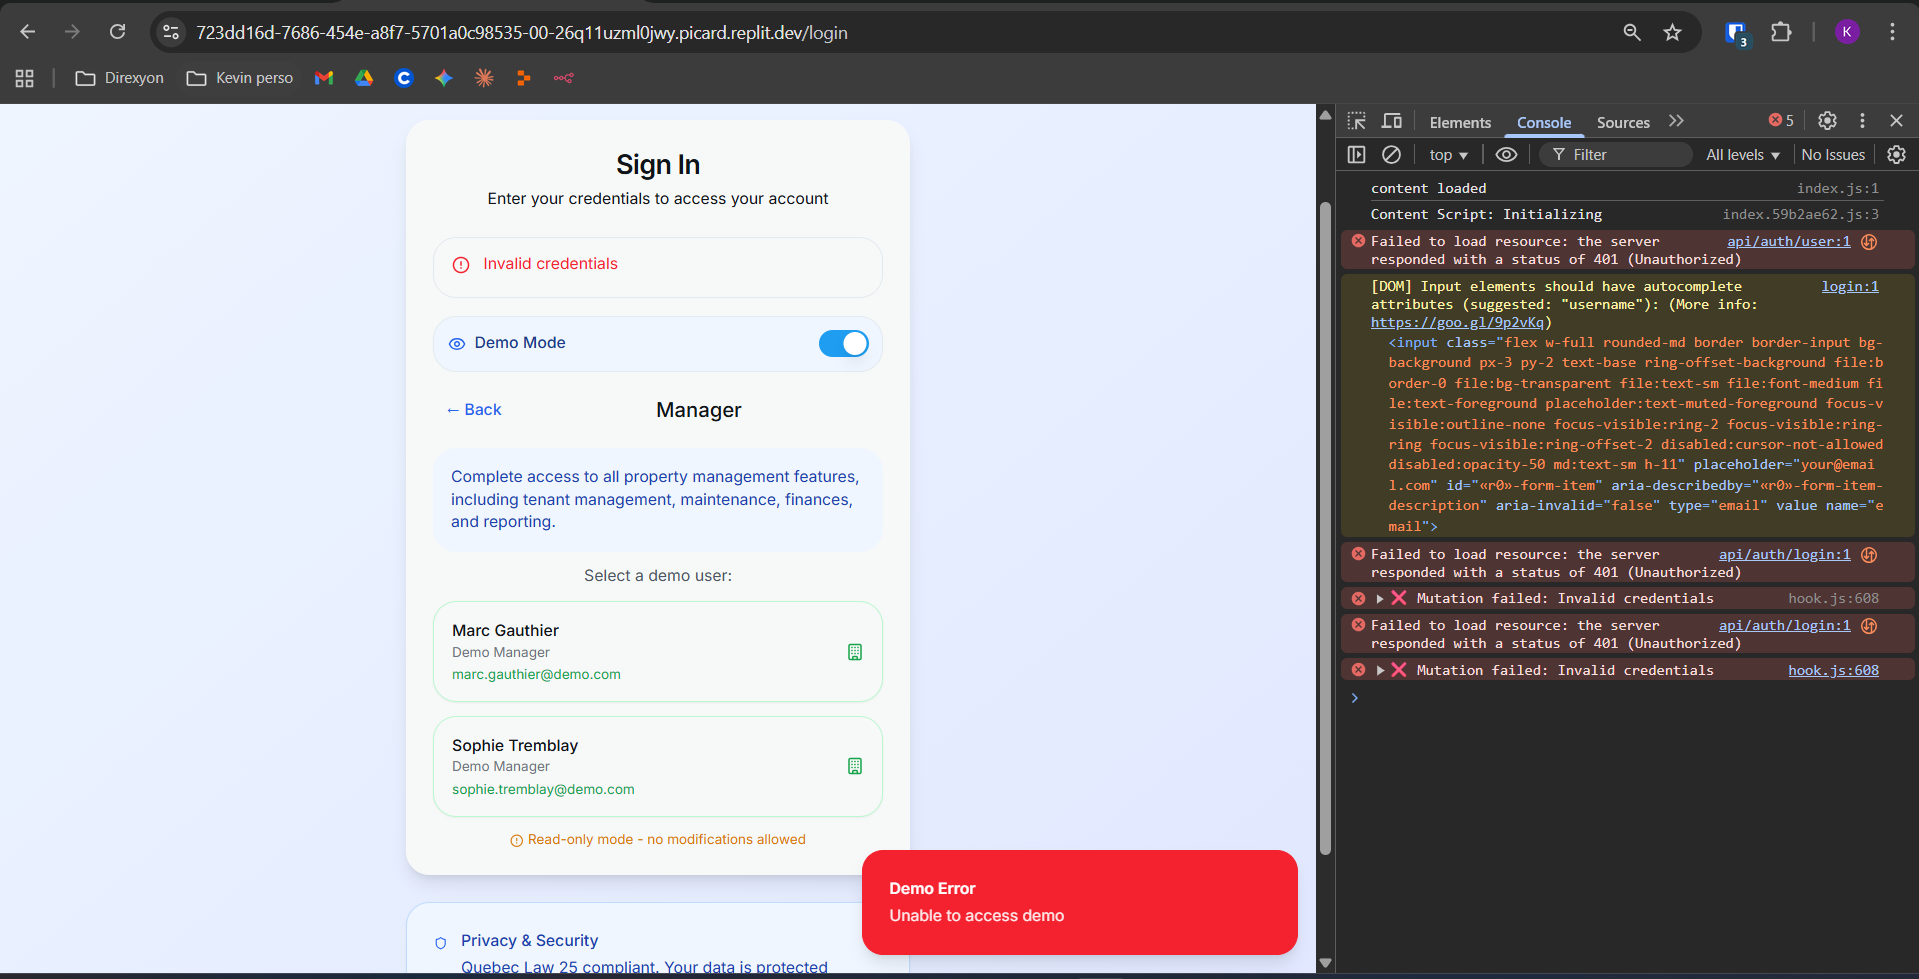 723dd16d-7686-454e-a8f7-5701a0c98535-00-26q11uzml0jwy.picard.replit.dev/login
3
K
Direxyon
Kevin perso
Sign In
Enter your credentials to access your account
Invalid credentials
Demo Mode
← Back
Manager
Complete access to all property management features,
including tenant management, maintenance, finances,
and reporting.
Select a demo user:
Marc Gauthier
Demo Manager
marc.gauthier@demo.com
Sophie Tremblay
Demo Manager
sophie.tremblay@demo.com
Read-only mode - no modifications allowed
Privacy & Security
Quebec Law 25 compliant. Your data is protected
Demo Error
Unable to access demo
Elements
Console
Sources
5
top
Filter
All levels
No Issues
content loaded index.js:1
Content Script: Initializing index.59b2ae62.js:3
Failed to load resource: the server api/auth/user:1
responded with a status of 401 (Unauthorized)
[DOM] Input elements should have autocomplete login:1
attributes (suggested: "username"): (More info:
https://goo.gl/9p2vKq)
<input class="flex w-full rounded-md border border-input bg-
background px-3 py-2 text-base ring-offset-background file:b
order-0 file:bg-transparent file:text-sm file:font-medium fi
le:text-foreground placeholder:text-muted-foreground focus-v
isible:outline-none focus-visible:ring-2 focus-visible:ring-
ring focus-visible:ring-offset-2 disabled:cursor-not-allowed
disabled:opacity-50 md:text-sm h-11" placeholder="your@emai
l.com" id="«r0»-form-item" aria-describedby="«r0»-form-item-
description" aria-invalid="false" type="email" value name="e
mail">
Failed to load resource: the server api/auth/login:1
responded with a status of 401 (Unauthorized)
❌ Mutation failed: Invalid credentials hook.js:608
Failed to load resource: the server api/auth/login:1
responded with a status of 401 (Unauthorized)
❌ Mutation failed: Invalid credentials hook.js:608